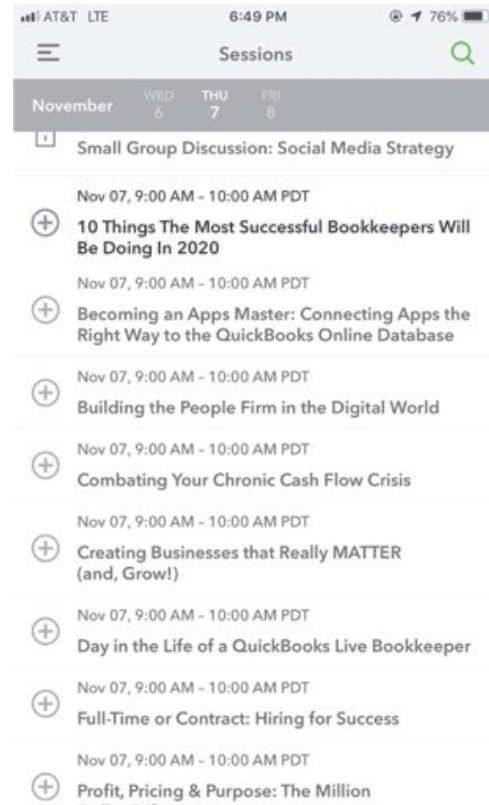 AT&T LTE 6:49 PM 76%
Sessions
November WED 6 THU 7 FRI 8
Small Group Discussion: Social Media Strategy
Nov 07, 9:00 AM – 10:00 AM PDT
10 Things The Most Successful Bookkeepers Will
Be Doing In 2020
Nov 07, 9:00 AM – 10:00 AM PDT
Becoming an Apps Master: Connecting Apps the
Right Way to the QuickBooks Online Database
Nov 07, 9:00 AM – 10:00 AM PDT
Building the People Firm in the Digital World
Nov 07, 9:00 AM – 10:00 AM PDT
Combating Your Chronic Cash Flow Crisis
Nov 07, 9:00 AM – 10:00 AM PDT
Creating Businesses that Really MATTER
(and, Grow!)
Nov 07, 9:00 AM – 10:00 AM PDT
Day in the Life of a QuickBooks Live Bookkeeper
Nov 07, 9:00 AM – 10:00 AM PDT
Full-Time or Contract: Hiring for Success
Nov 07, 9:00 AM – 10:00 AM PDT
Profit, Pricing & Purpose: The Million